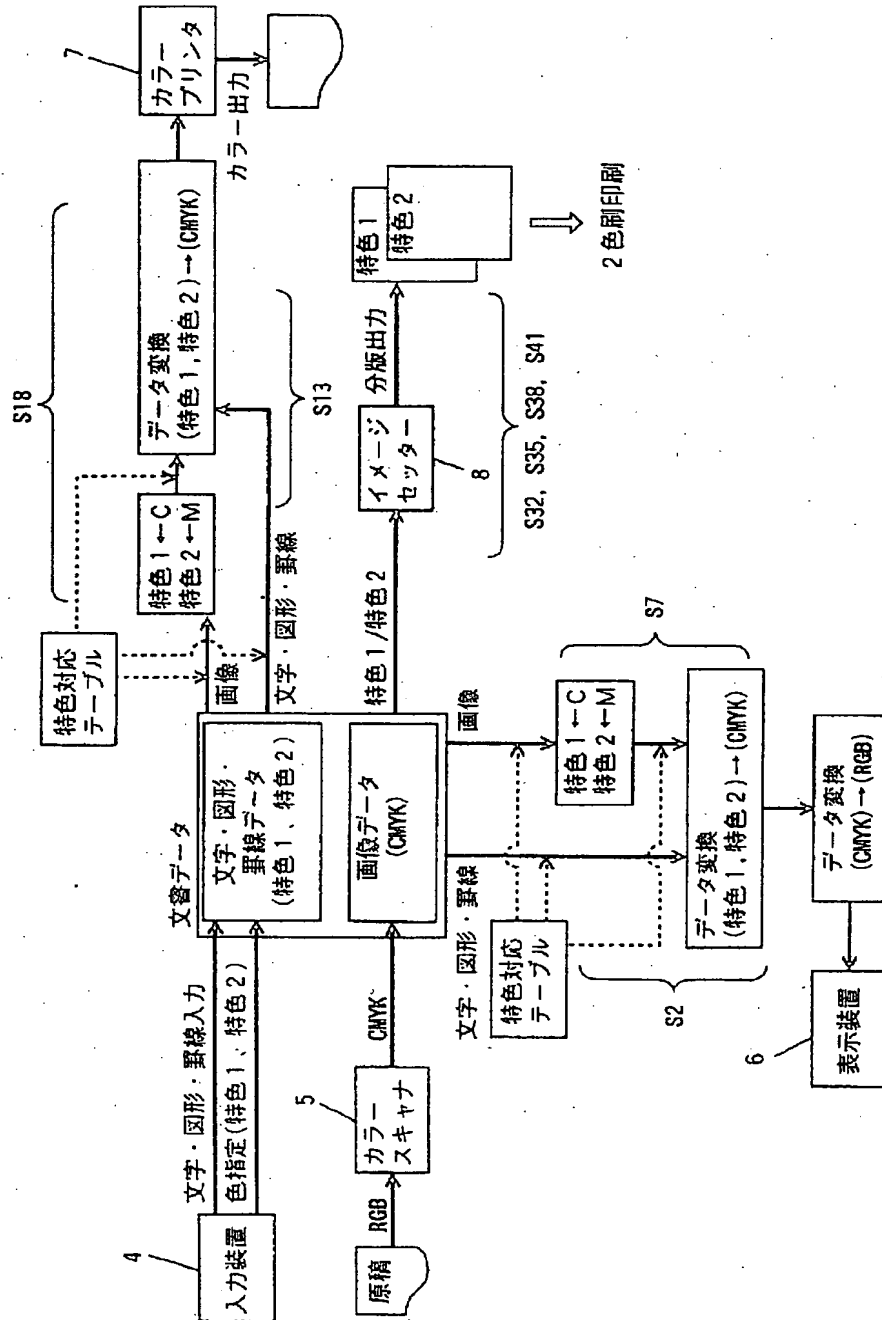 4
入力装置
文字・図形・罫線入力
色指定(特色1、特色2)
原稿
RGB
5
カラー
スキャナ
CMYK
文書データ
文字・図形・
罫線データ
(特色1、特色2)
画像データ
(CMYK)
特色対応
テーブル
画像
文字・図形・罫線
S18
特色1←C
特色2←M
データ変換
(特色1,特色2)→(CMYK)
S13
7
カラー
プリンタ
カラー出力
特色1/特色2
イメージ
セッター
8
分版出力
特色1
特色2
2色刷印刷
S32, S35, S38, S41
文字・図形・罫線
画像
特色対応
テーブル
特色1←C
特色2←M
S7
データ変換
(特色1,特色2)→(CMYK)
S2
データ変換
(CMYK)→(RGB)
6
表示装置